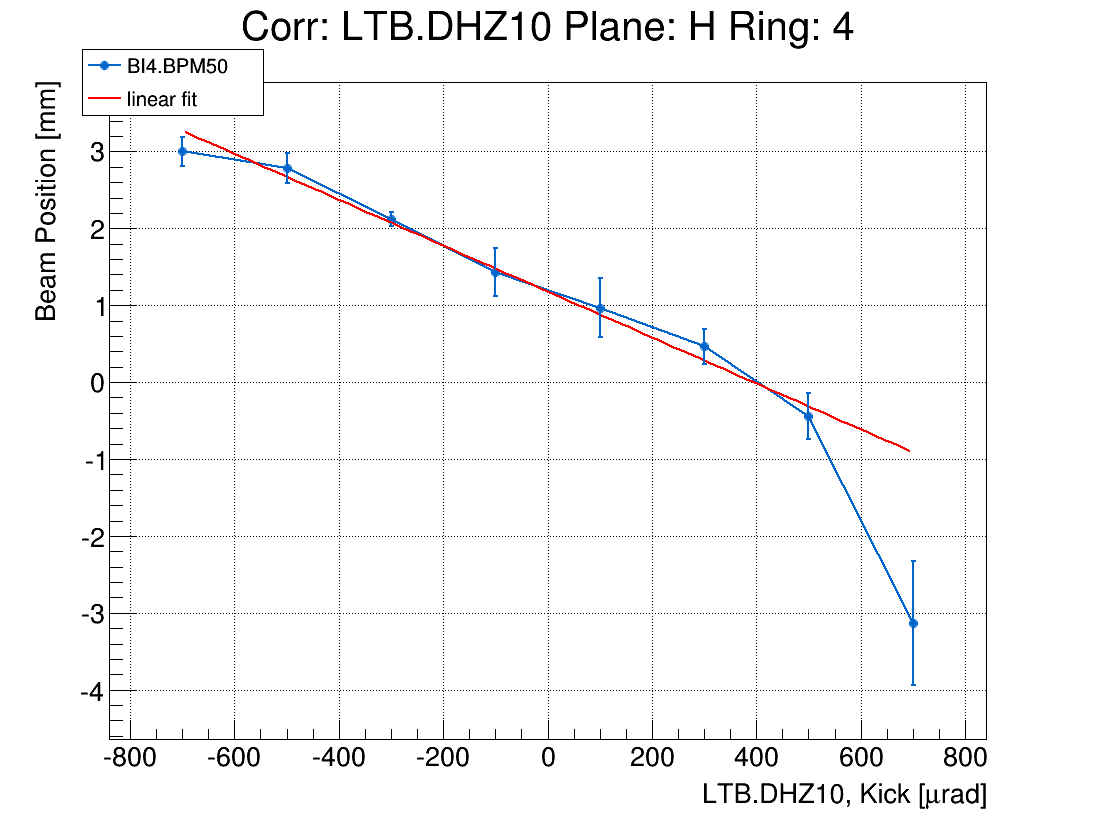 Corr: LTB.DHZ10 Plane: H Ring: 4
BI4.BPM50
linear fit
Beam Position [mm]
3
2
1
0
-1
-2
-3
-4
-800 -600 -400 -200 0 200 400 600 800
LTB.DHZ10, Kick [μrad]